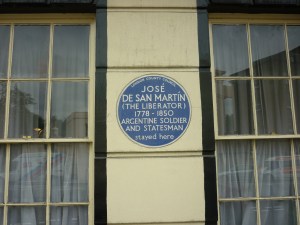 JOSÉ
DE SAN MARTÍN
(THE LIBERATOR)
1778 - 1850
ARGENTINE SOLDIER
AND STATESMAN
stayed here